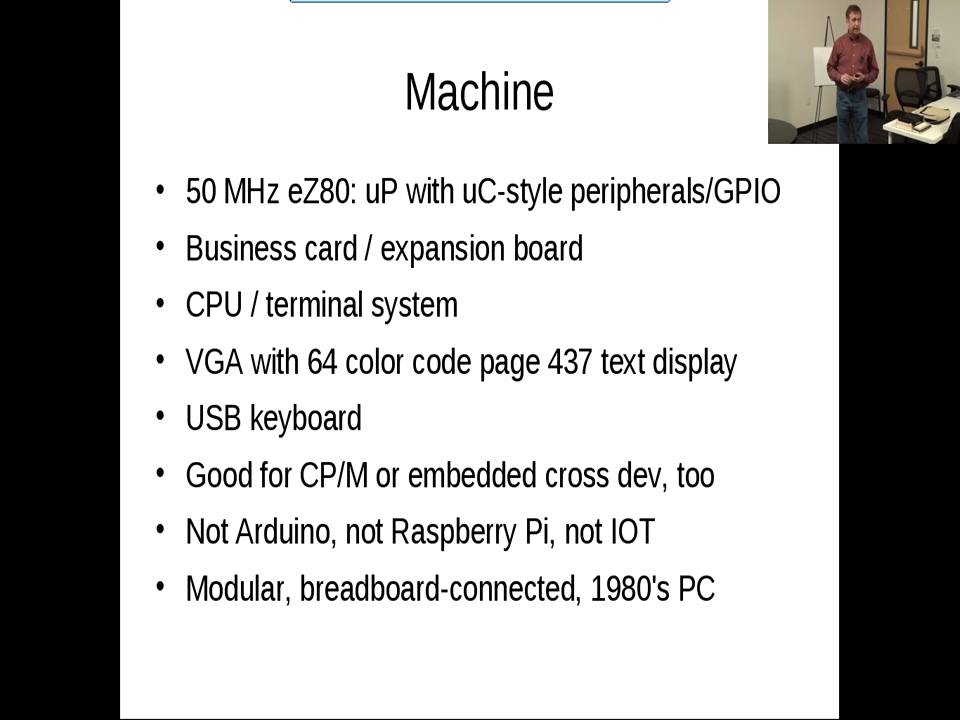 Machine
• 50 MHz eZ80: uP with uC-style peripherals/GPIO
• Business card / expansion board
• CPU / terminal system
• VGA with 64 color code page 437 text display
• USB keyboard
• Good for CP/M or embedded cross dev, too
• Not Arduino, not Raspberry Pi, not IOT
• Modular, breadboard-connected, 1980's PC